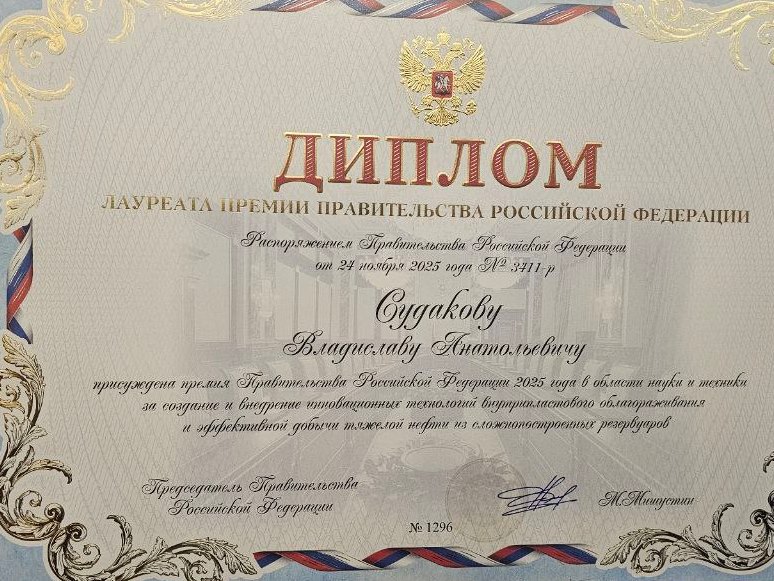 ДИПЛОМ
ЛАУРЕАТА ПРЕМИИ ПРАВИТЕЛЬСТВА РОССИЙСКОЙ ФЕДЕРАЦИИ
Распоряжением Правительства Российской Федерации
от 24 ноября 2025 года № 3411-р
Судакову
Владиславу Анатольевичу
присуждена премия Правительства Российской Федерации 2025 года в области науки и техники
за создание и внедрение инновационных технологий внутрипластового облагораживания
и эффективной добычи тяжелой нефти из сложнопостроенных резервуаров
Председатель Правительства
Российской Федерации
М.Мишустин
№ 1296